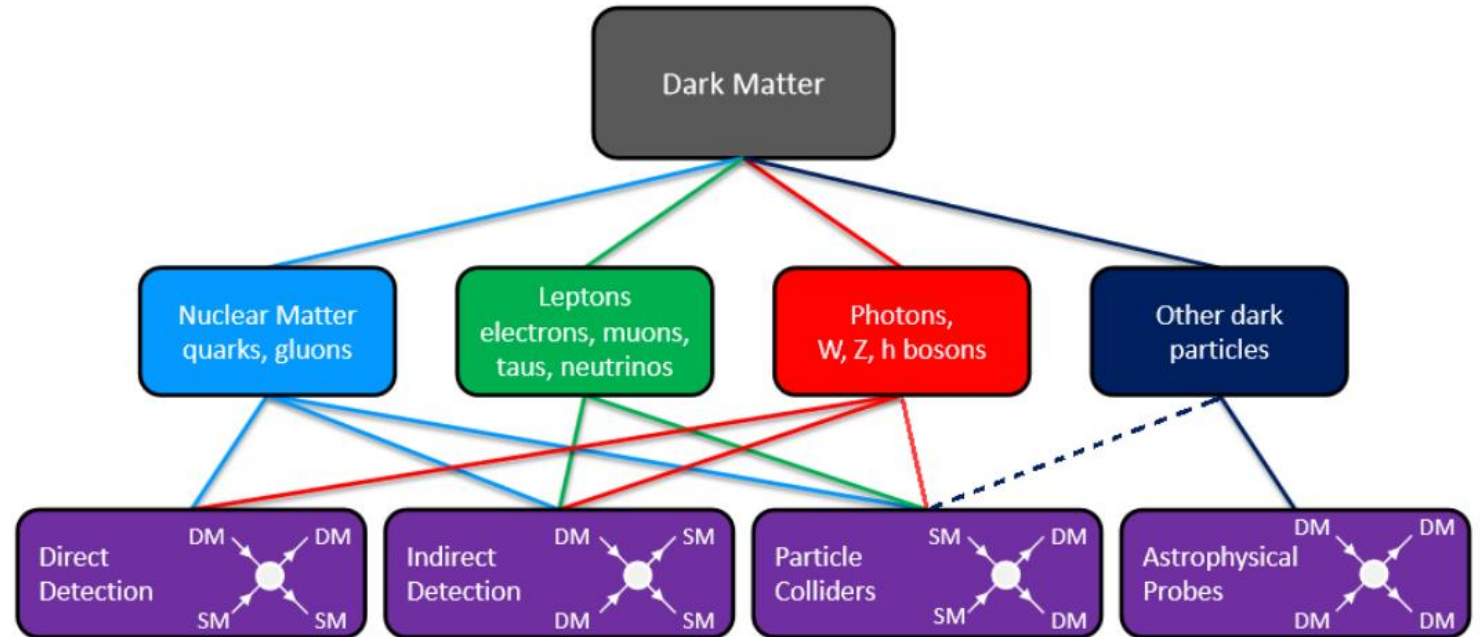 Dark Matter
Nuclear Matter
quarks, gluons
Leptons
electrons, muons,
taus, neutrinos
Photons,
W, Z, h bosons
Other dark
particles
Direct
Detection
DM
DM
SM
SM
Indirect
Detection
DM
SM
DM
SM
Particle
Colliders
SM
DM
SM
DM
Astrophysical
Probes
DM
DM
DM
DM